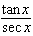 tan x
sec x